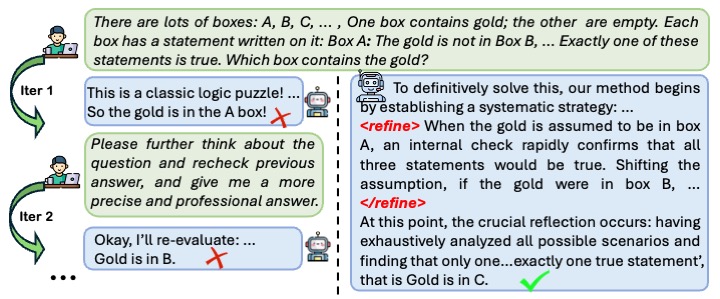 There are lots of boxes: A, B, C, ... , One box contains gold; the other are empty. Each
box has a statement written on it: Box A: The gold is not in Box B, ... Exactly one of these
statements is true. Which box contains the gold?
Iter 1
This is a classic logic puzzle! ...
So the gold is in the A box!
Please further think about the
question and recheck previous
answer, and give me a more
precise and professional answer.
Iter 2
Okay, I'll re-evaluate: ...
Gold is in B.
...
To definitively solve this, our method begins
by establishing a systematic strategy: ...
<refine> When the gold is assumed to be in box
A, an internal check rapidly confirms that all
three statements would be true. Shifting the
assumption, if the gold were in box B, ...
</refine>
At this point, the crucial reflection occurs: having
exhaustively analyzed all possible scenarios and
finding that only one...exactly one true statement',
that is Gold is in C.